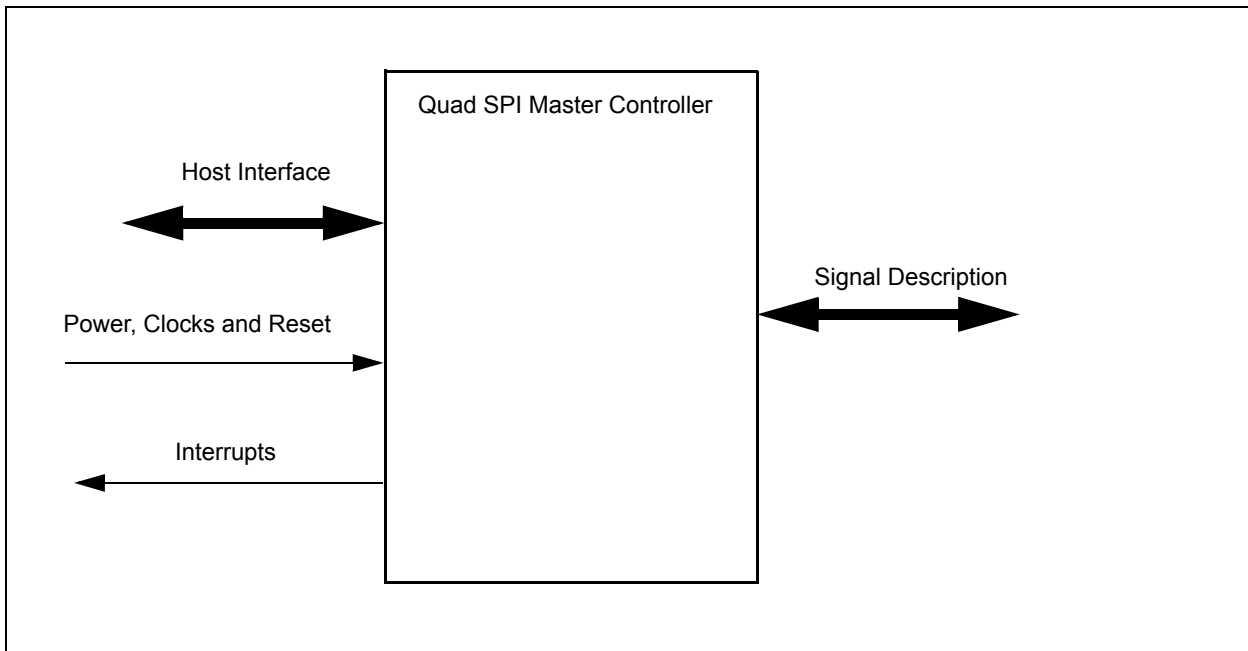 Quad SPI Master Controller
Host Interface
Signal Description
Power, Clocks and Reset
Interrupts